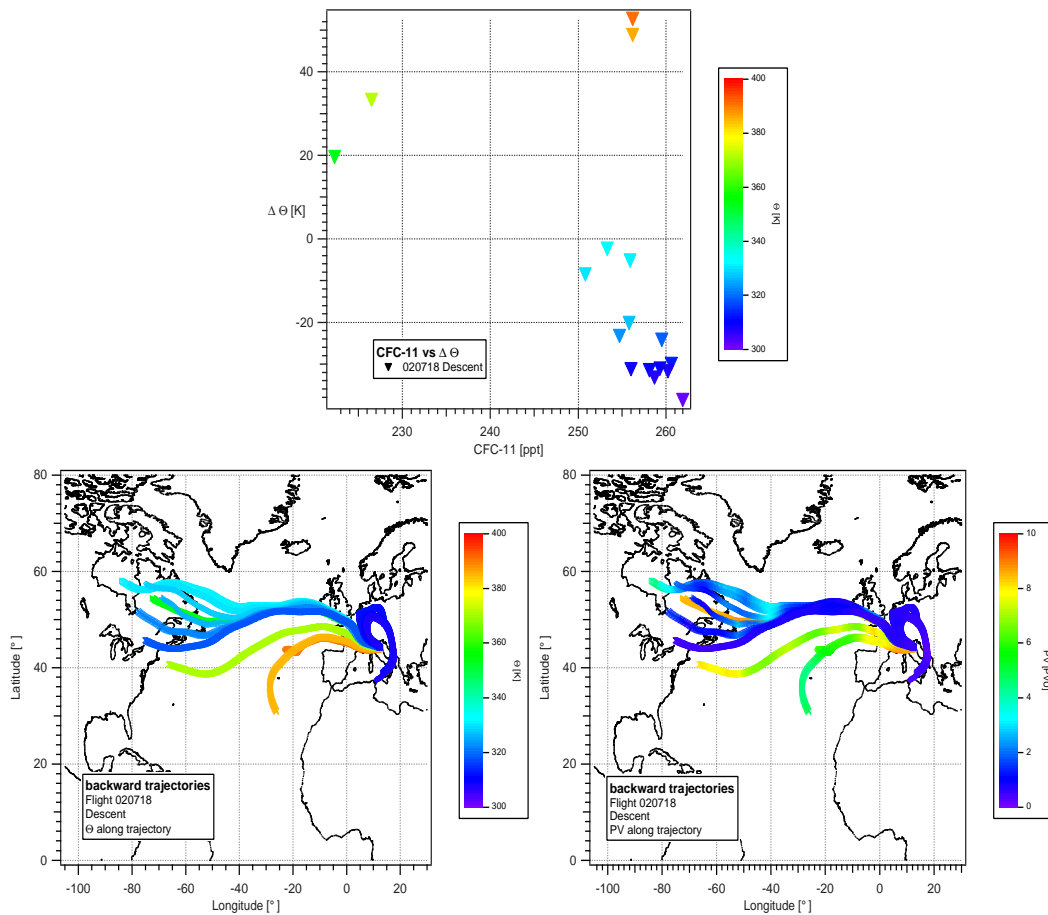 40
20
0
-20
Δ Θ [K]
CFC-11 vs Δ Θ
020718 Descent
230
240
250
260
CFC-11 [ppt]
400
380
360
340
320
300
Θ [K]
80
60
40
20
0
Latitude [° ]
backward trajectories
Flight 020718
Descent
Θ along trajectory
-100
-80
-60
-40
-20
0
20
Longitude [° ]
400
380
360
340
320
300
Θ [K]
80
60
40
20
0
Latitude [° ]
backward trajectories
Flight 020718
Descent
PV along trajectory
-100
-80
-60
-40
-20
0
20
Longitude [° ]
10
8
6
4
2
0
PV [PVU]